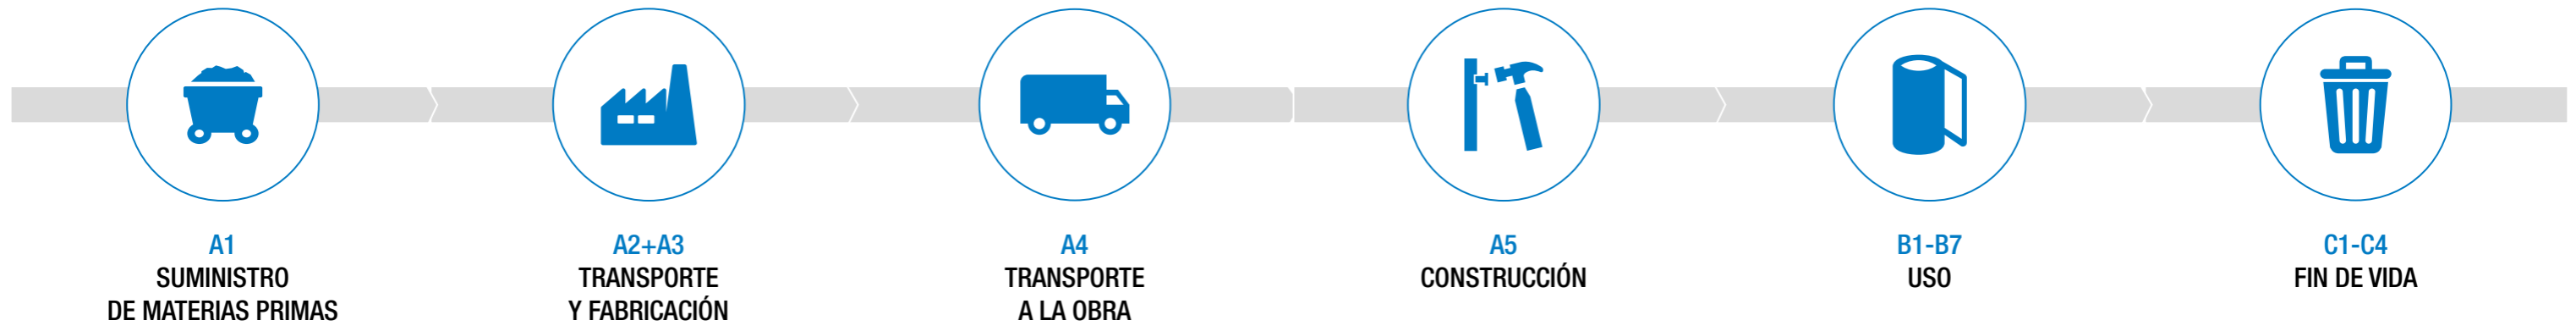 A1
SUMINISTRO
DE MATERIAS PRIMAS
A2+A3
TRANSPORTE
Y FABRICACIÓN
A4
TRANSPORTE
A LA OBRA
A5
CONSTRUCCIÓN
B1-B7
USO
C1-C4
FIN DE VIDA